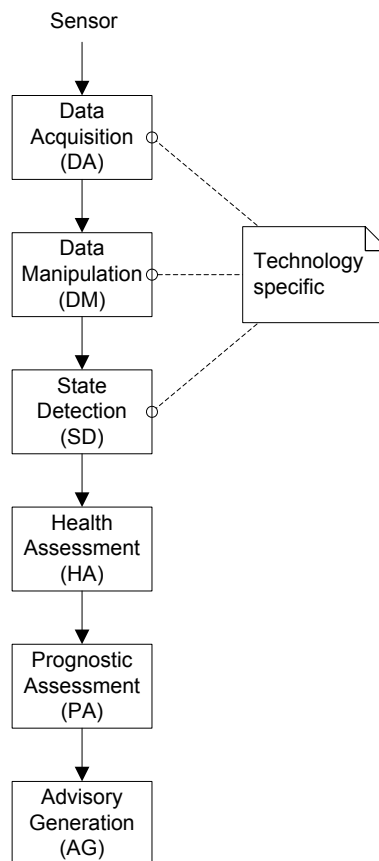 Sensor
Data
Acquisition
(DA)
Data
Manipulation
(DM)
Technology
specific
State
Detection
(SD)
Health
Assessment
(HA)
Prognostic
Assessment
(PA)
Advisory
Generation
(AG)